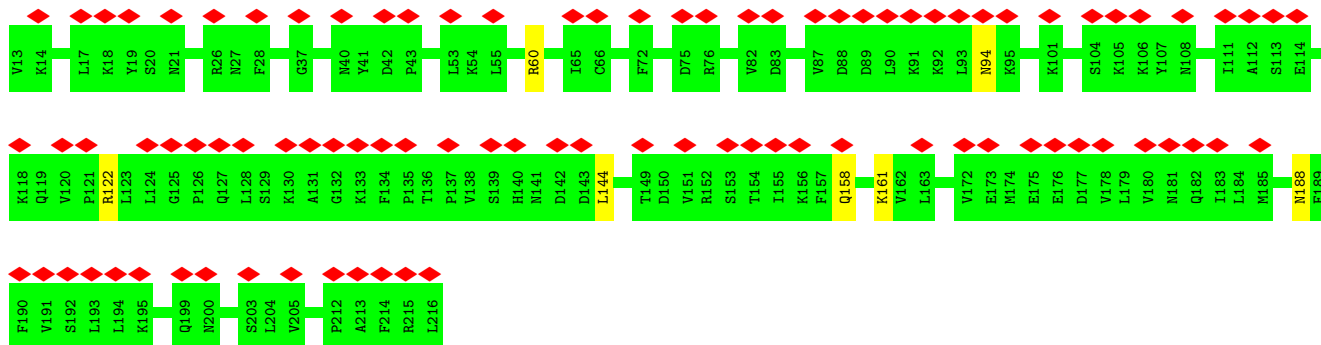 V13 K14 L17 K18 Y19 S20 N21 R26 N27 F28 G37 N40 Y41 D42 P43 L53 K54 L55 R60 I65 C66 F72 D75 R76 V82 D83 V87 D88 D89 L90 K91 K92 L93 N94 K95 K101 S104 K105 K106 Y107 N108 I111 A112 S113 E114
K118 Q119 V120 P121 R122 L123 L124 G125 P126 Q127 L128 S129 K130 A131 G132 K133 F134 P135 T136 P137 V138 S139 H140 N141 D142 D143 L144 T149 D150 V151 R152 S153 T154 I155 K156 F157 Q158 K161 V162 L163 V172 E173 M174 E175 E176 D177 V178 L179 V180 N181 Q182 I183 L184 M185 N188 F189
F190 V191 S192 L193 L194 K195 Q199 N200 S203 L204 V205 P212 A213 F214 R215 L216